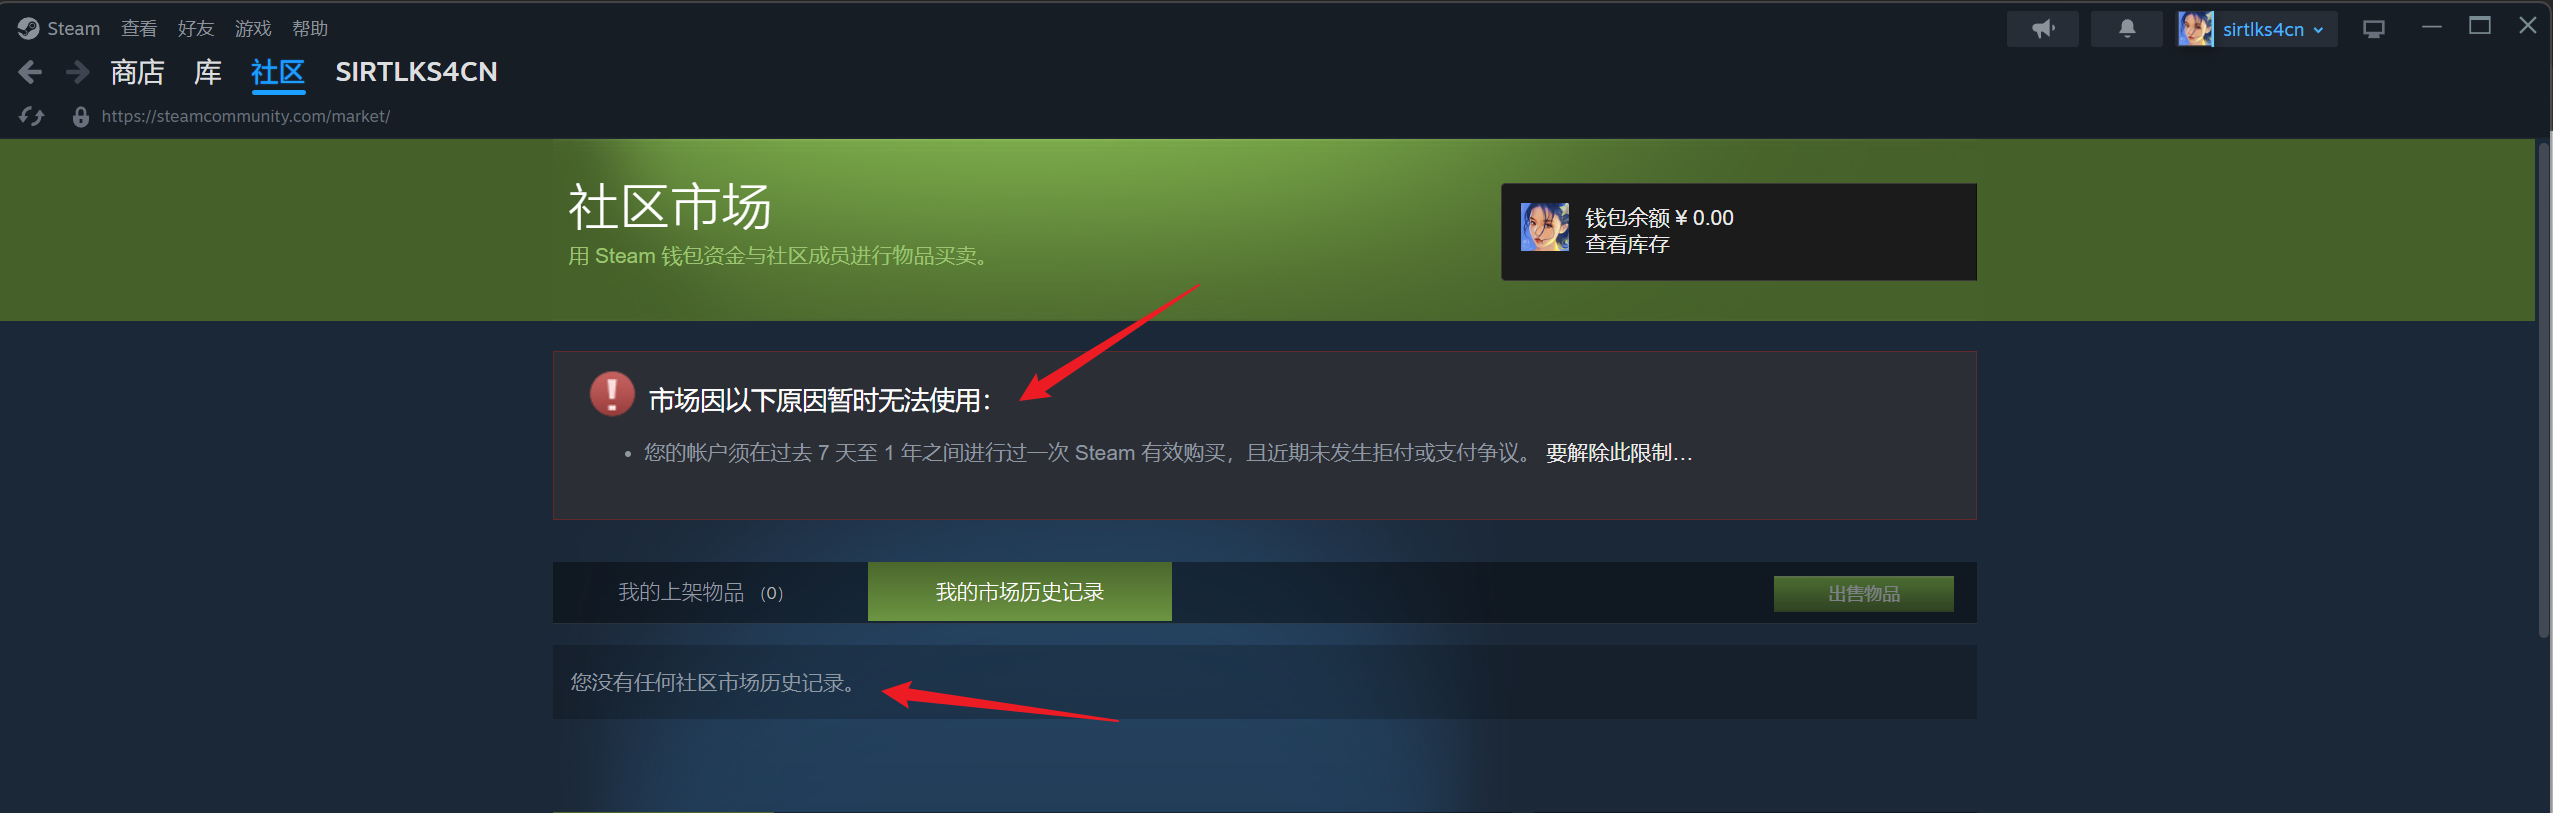 Steam 查看 好友 游戏 帮助
sirtlks4cn
商店 库 社区 SIRTLKS4CN
https://steamcommunity.com/market/
社区市场
用 Steam 钱包资金与社区成员进行物品买卖。
钱包余额 ¥ 0.00
查看库存
市场因以下原因暂时无法使用：
• 您的帐户须在过去 7 天至 1 年之间进行过一次 Steam 有效购买，且近期未发生拒付或支付争议。 要解除此限制...
我的上架物品 (0) 我的市场历史记录 出售物品
您没有任何社区市场历史记录。